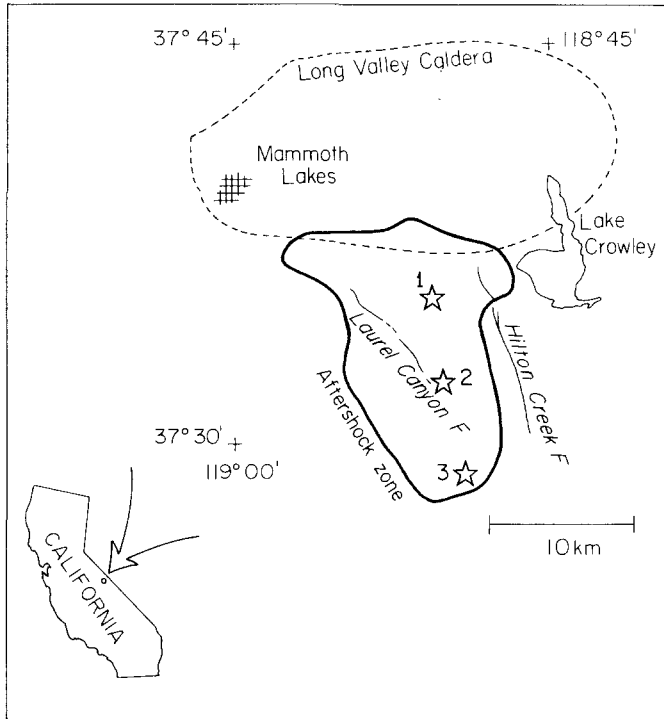 37° 45' +
+ 118° 45'
Long Valley Caldera
Mammoth
Lakes
Lake
Crowley
1
Laurel Canyon F
Hilton Creek F
2
Aftershock zone
3
37° 30' +
119° 00'
10 km
CALIFORNIA